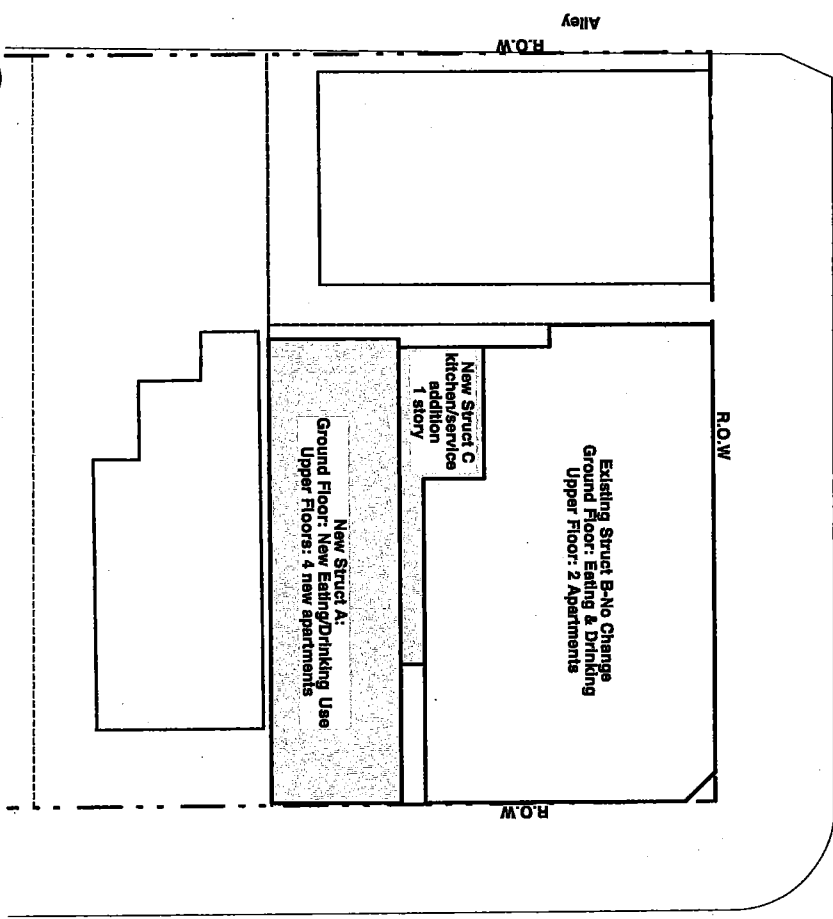 Alley
R.O.W
R.O.W
Existing Struct B-No Change
Ground Floor: Eating & Drinking
Upper Floor: 2 Apartments
New Struct C
kitchen/service
addition
1 story
New Struct A:
Ground Floor: New Eating/Drinking Use
Upper Floors: 4 new apartments
R.O.W